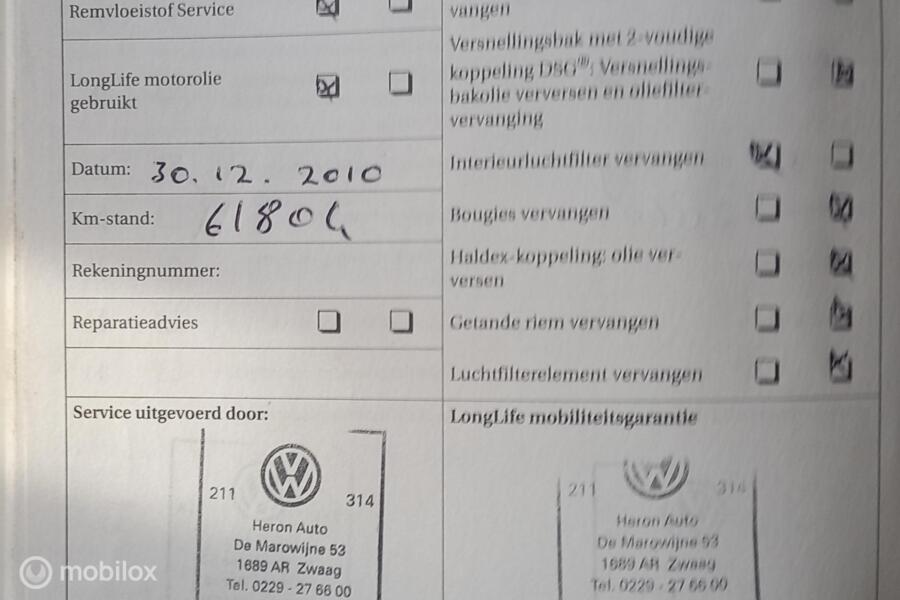 Remvloeistof Service
LongLife motorolie
gebruikt
Datum: 30.12.2010
Km-stand: 61804
Rekeningnummer:
Reparatieadvies
Service uitgevoerd door:
211
314
Heron Auto
De Marowijne 53
1689 AR Zwaag
Tel. 0229 - 27 66 00
vangen
Versnellingsbak met 2-voudige
koppeling DSG®: Versnellings-
bakolie verversen en oliefilter-
vervanging
Interieurluchtfilter vervangen
Bougies vervangen
Haldex-koppeling: olie ver-
versen
Getande riem vervangen
Luchtfilterelement vervangen
LongLife mobiliteitsgarantie
211
314
Heron Auto
De Marowijne 53
1689 AR Zwaag
Tel. 0229 - 27 66 00
mobilox